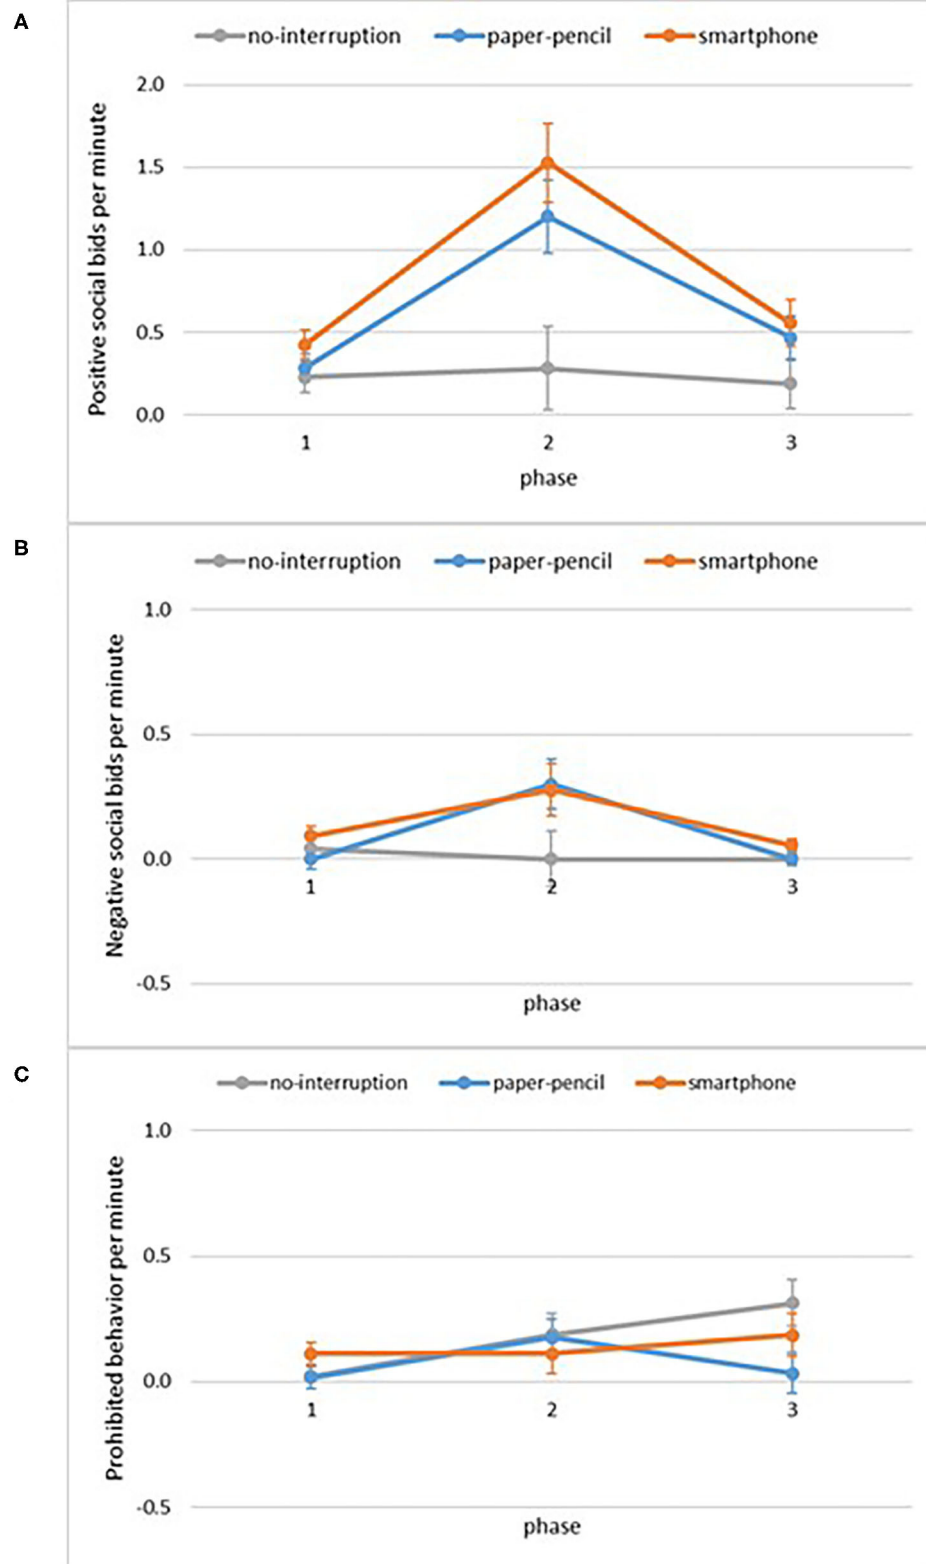 A
no-interruption paper-pencil smartphone
Positive social bids per minute
2.0
1.5
1.0
0.5
0.0
1 2 3
phase
B
no-interruption paper-pencil smartphone
Negative social bids per minute
1.0
0.5
0.0
1 2 3
-0.5
phase
C
no-interruption paper-pencil smartphone
Prohibited behavior per minute
1.0
0.5
0.0
1 2 3
-0.5
phase